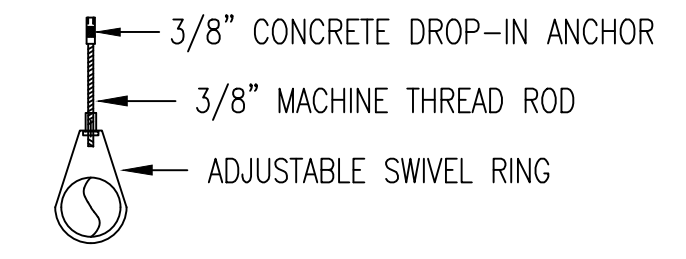 3/8" CONCRETE DROP-IN ANCHOR
3/8" MACHINE THREAD ROD
ADJUSTABLE SWIVEL RING